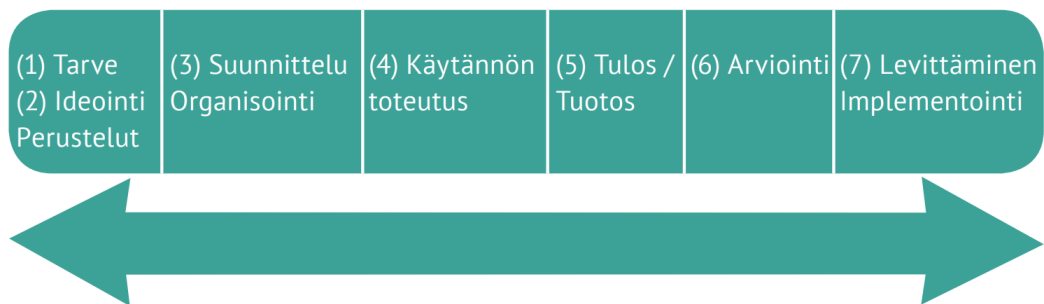 (1) Tarve
(2) Ideointi
Perustelut
(3) Suunnittelu
Organisointi
(4) Käytännön
toteutus
(5) Tulos /
Tuotos
(6) Arviointi
(7) Levittäminen
Implementointi